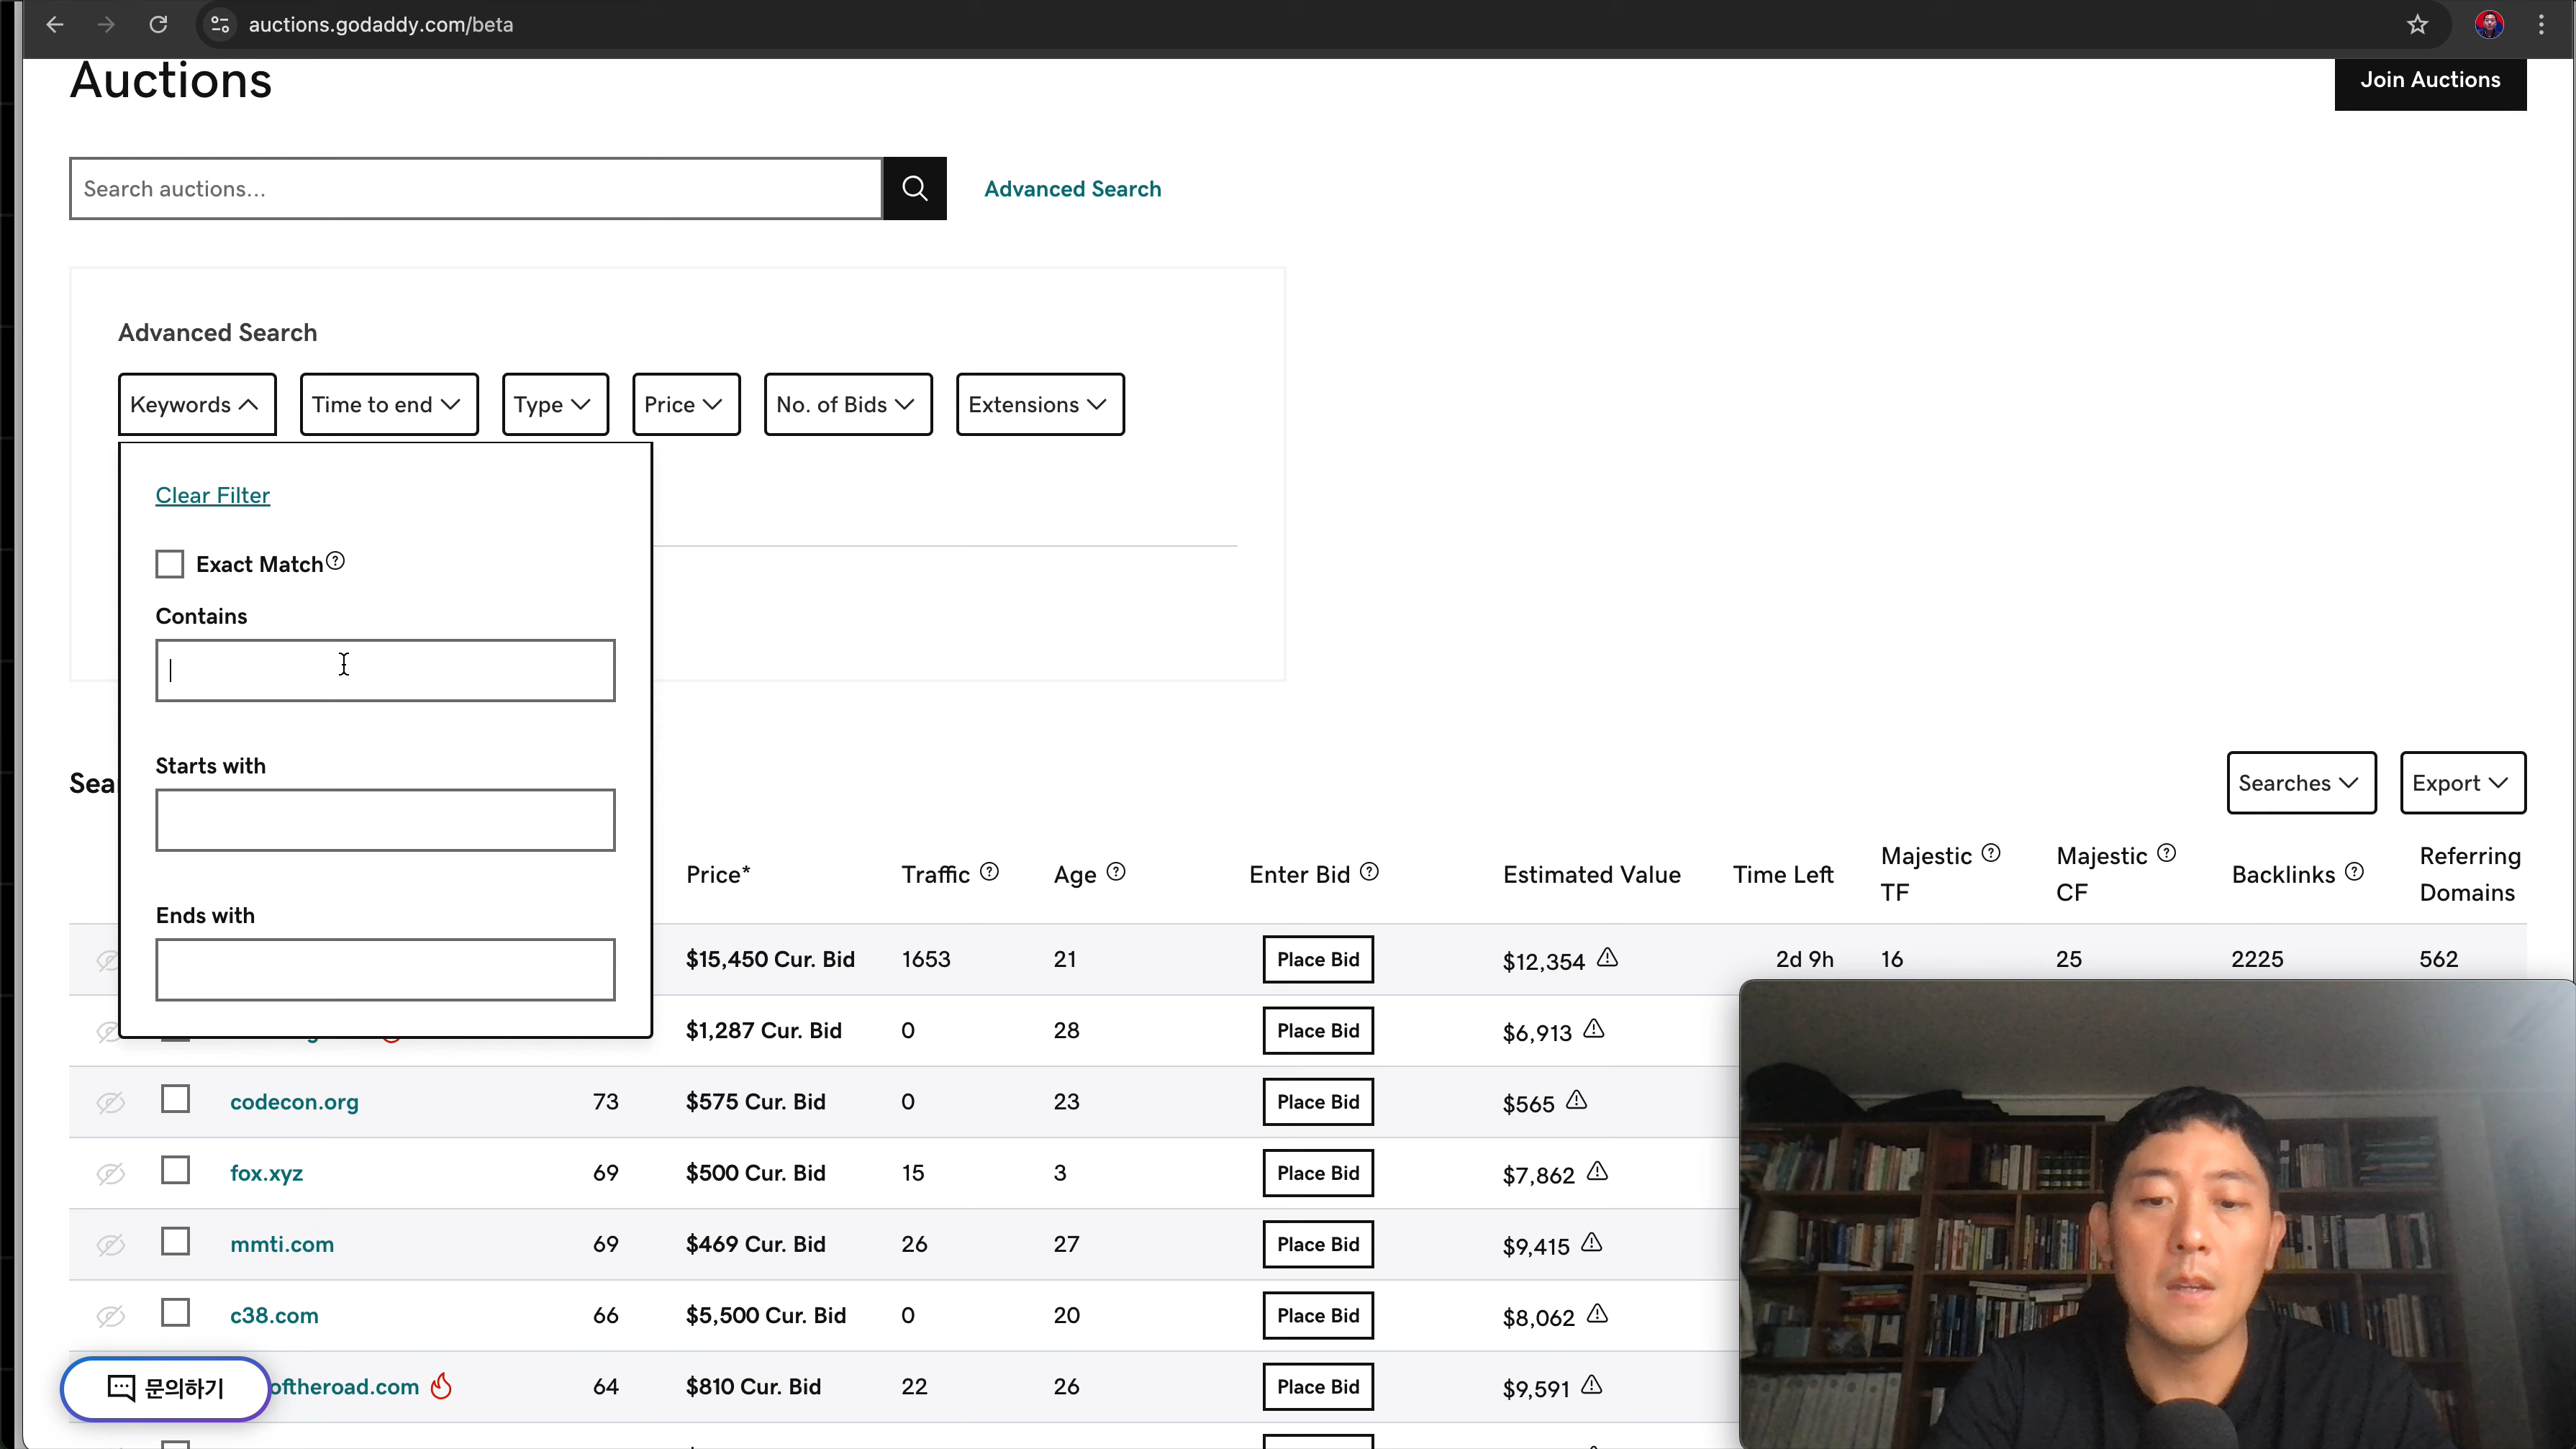 auctions.godaddy.com/beta
Auctions
Join Auctions
Search auctions...
Advanced Search
Advanced Search
Keywords
Time to end
Type
Price
No. of Bids
Extensions
Clear Filter
Exact Match
Contains
Starts with
Ends with
Sea
Searches
Export
Price* Traffic Age Enter Bid Estimated Value Time Left Majestic TF Majestic CF Backlinks Referring Domains
$15,450 Cur. Bid 1653 21 Place Bid $12,354 2d 9h 16 25 2225 562
$1,287 Cur. Bid 0 28 Place Bid $6,913
codecon.org 73 $575 Cur. Bid 0 23 Place Bid $565
fox.xyz 69 $500 Cur. Bid 15 3 Place Bid $7,862
mmti.com 69 $469 Cur. Bid 26 27 Place Bid $9,415
c38.com 66 $5,500 Cur. Bid 0 20 Place Bid $8,062
oftheroad.com 64 $810 Cur. Bid 22 26 Place Bid $9,591
문의하기